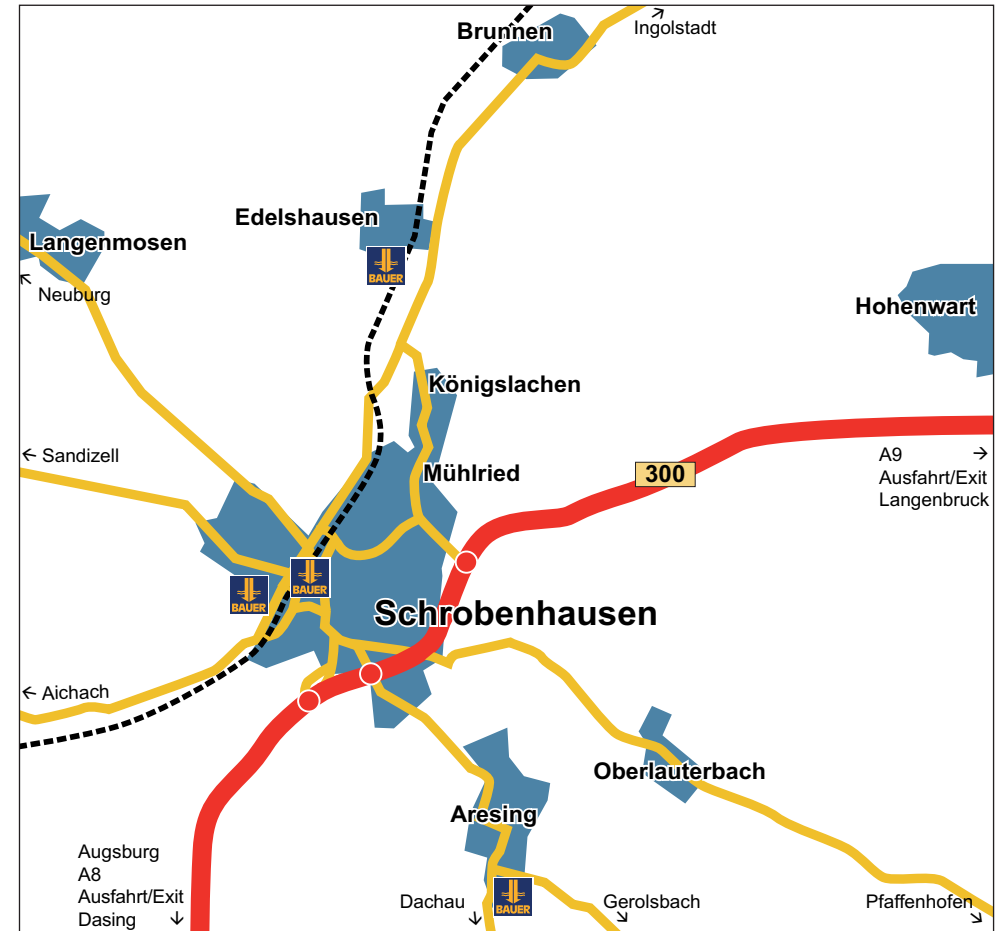 Brunnen
Ingolstadt
Edelshausen
Langenmosen
BAUER
Neuburg
Hohenwart
Königslachen
Sandizell
Mühlried
300
A9
Ausfahrt/Exit
Langenbruck
BAUER
BAUER
Schrobenhausen
Aichach
Oberlauterbach
Aresing
Augsburg
A8
Ausfahrt/Exit
Dasing
BAUER
Dachau
Gerolsbach
Pfaffenhofen